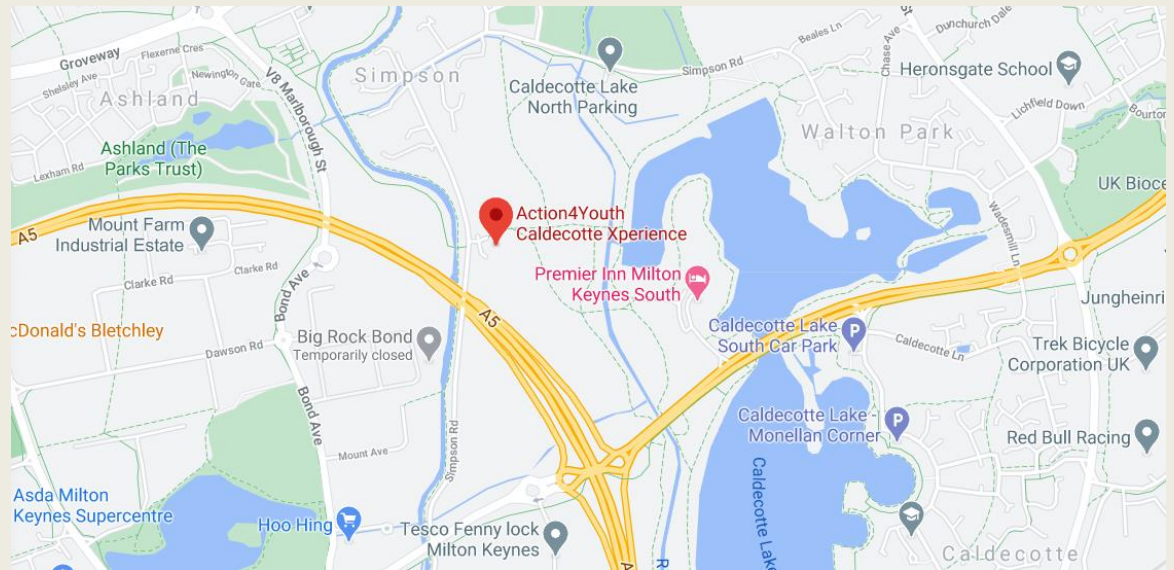 Groveway
Flexerne Cres
Shelsey Ave
Newington Gate
Ashland
V8 Marlborough St
Simpson
Caldecotte Lake
North Parking
Simpson Rd
Beales Ln
Chase Ave
St
Dunchurch Dale
Heronsgate School
Lichfield Down
Walton Park
Ashland (The
Parks Trust)
Lexham Rd
A5
Mount Farm
Industrial Estate
Clarke Rd
Clarke Rd
Bond Ave
Action4Youth
Caldecotte Xperience
Premier Inn Milton
Keynes South
Wadesmill Ln
UK Bioce
Jungheinri
cDonald's Bletchley
Dawson Rd
Big Rock Bond
Temporarily closed
A5
Caldecotte Lake
South Car Park
Caldecotte Ln
Trek Bicycle
Corporation UK
Bond Ave
Mount Ave
Simpson Rd
Caldecotte Lake -
Monellan Corner
Red Bull Racing
Asda Milton
Keynes Supercentre
Hoo Hing
Tesco Fenny lock
Milton Keynes
Caldecotte Lake
Caldecotte